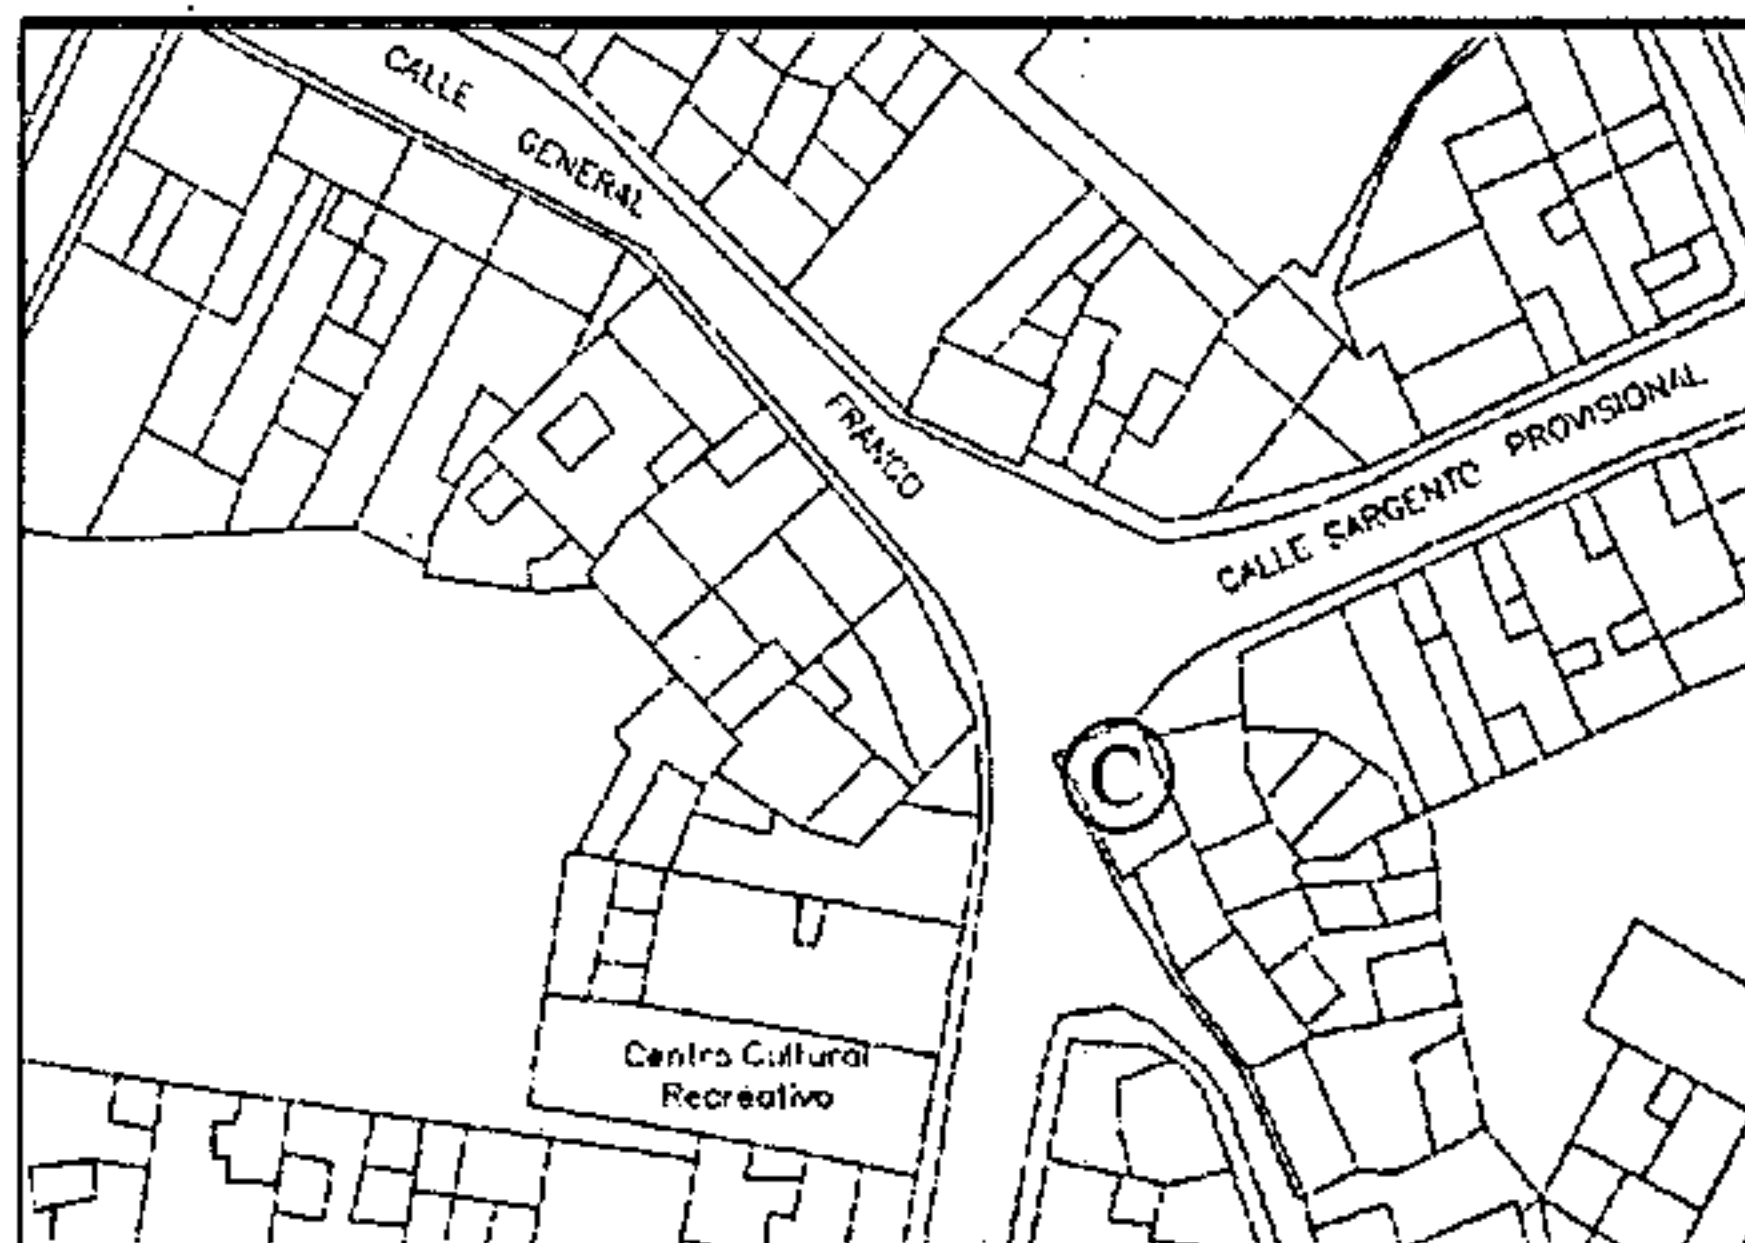 CALLE GENERAL FRANCO
CALLE SARGENTO PROVISIONAL
C
Centro Cultural
Recreativo